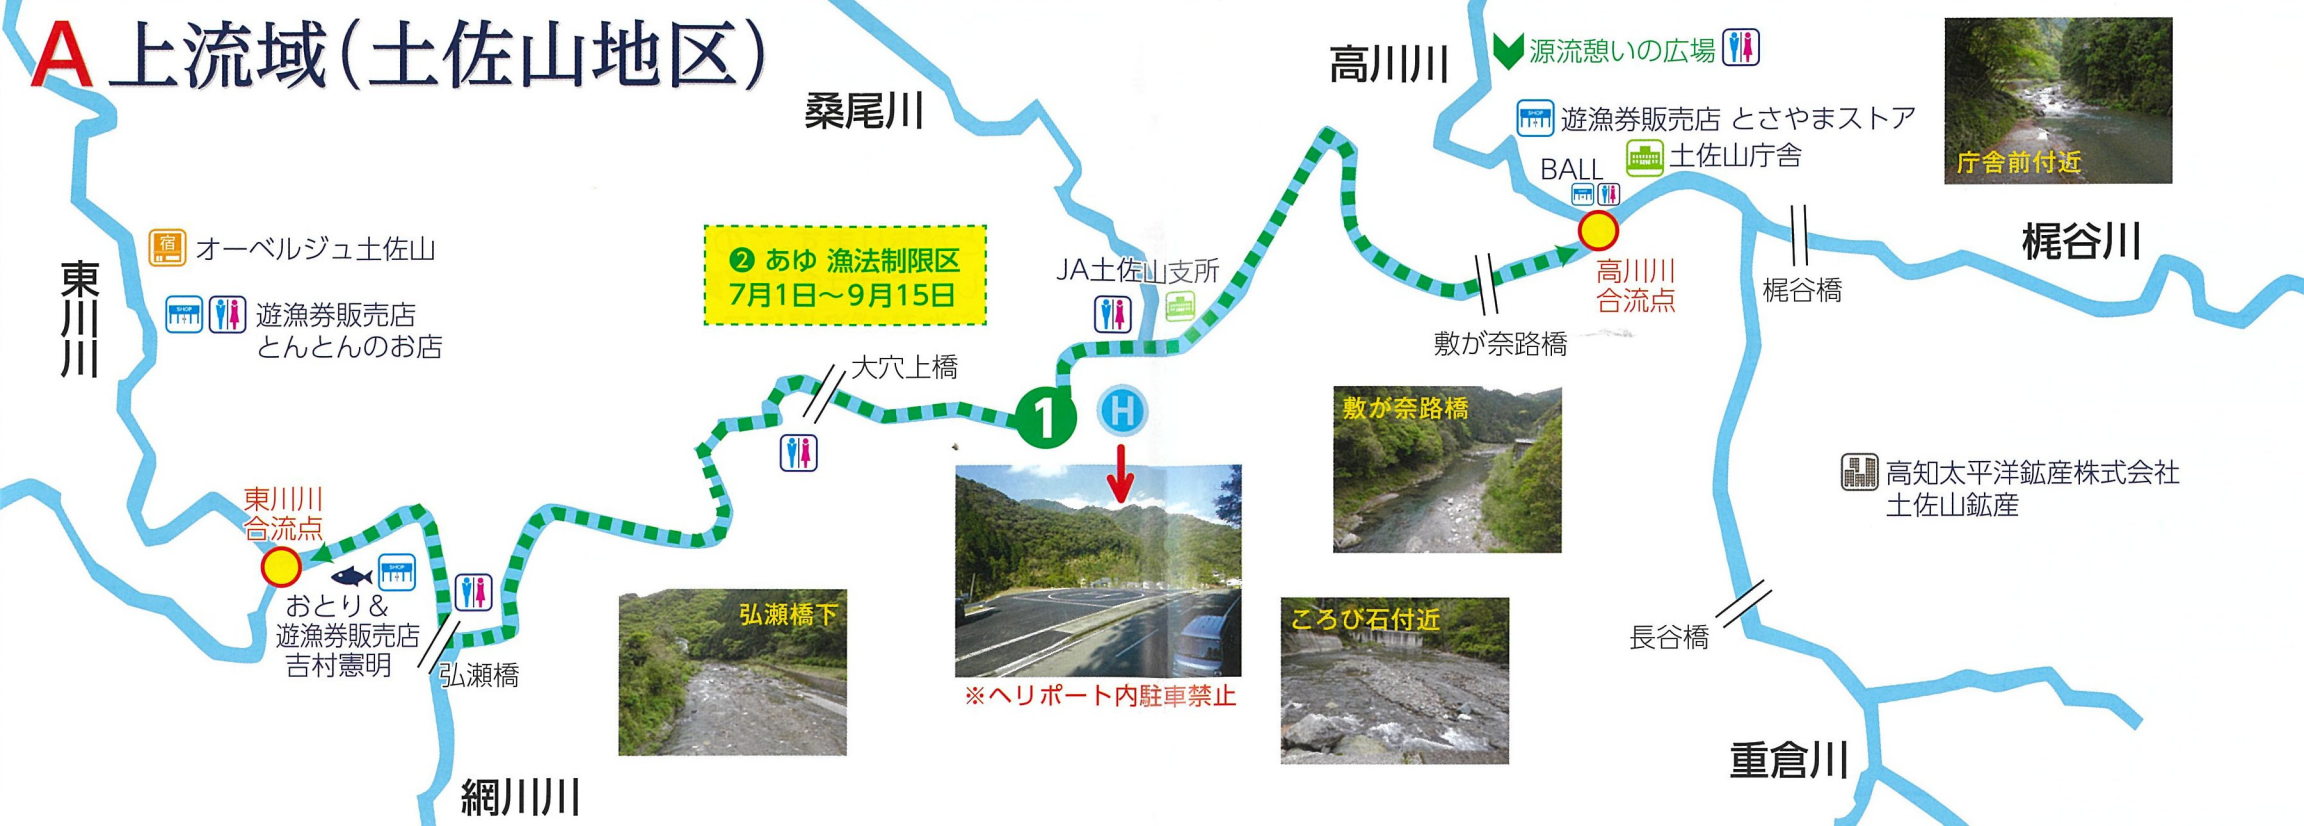 A 上流域（土佐山地区）
桑尾川
高川川
源流憩いの広場
SHOP
遊漁券販売店 とさやまストア
土佐山庁舎
BALL
庁舎前付近
東川川
宿
オーベルジュ土佐山
SHOP
遊漁券販売店
とんとんのお店
❷ あゆ 漁法制限区
7月1日～9月15日
JA土佐山支所
高川川
合流点
梶谷川
梶谷橋
敷が奈路橋
大穴上橋
1
H
敷が奈路橋
高知太平洋鉱産株式会社
土佐山鉱産
東川川
合流点
SHOP
おとり＆
遊漁券販売店
吉村憲明
弘瀬橋
弘瀬橋下
※ヘリポート内駐車禁止
ころび石付近
長谷橋
重倉川
網川川